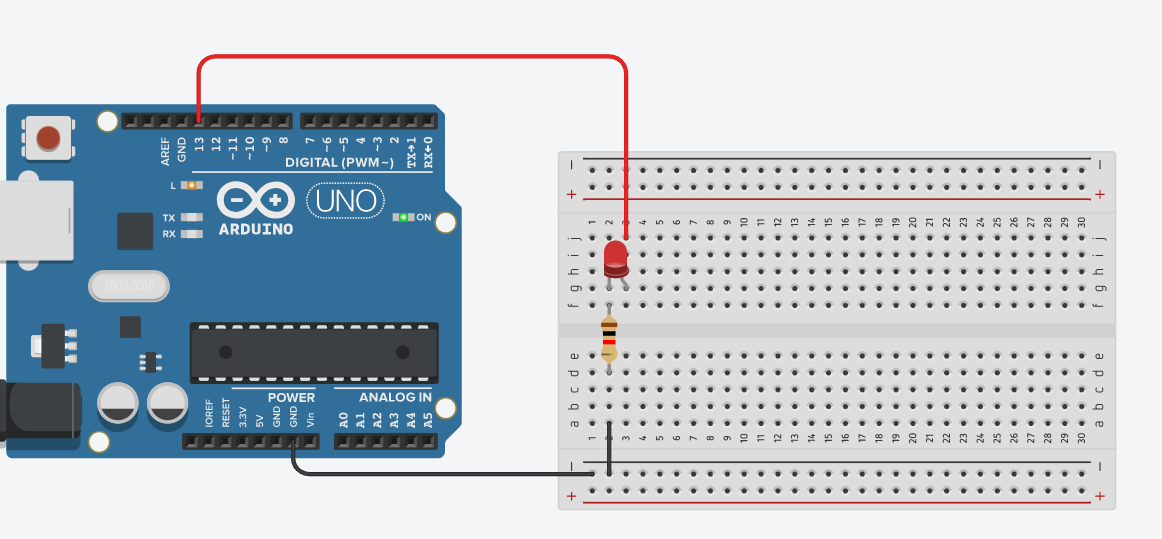 AREF GND 13 12 ~11 ~10 ~9 8 7 ~6 ~5 4 ~3 2 TX→1 RX←0
DIGITAL (PWM~)
L
TX
RX
UNO
ON
ARDUINO
POWER
ANALOG IN
IOREF RESET 3.3V 5V GND GND Vin A0 A1 A2 A3 A4 A5
− −
+ +
1 2 3 4 5 6 7 8 9 10 11 12 13 14 15 16 17 18 19 20 21 22 23 24 25 26 27 28 29 30
j j
i i
h h
g g
f f
e e
d d
c c
b b
a a
1 2 3 4 5 6 7 8 9 10 11 12 13 14 15 16 17 18 19 20 21 22 23 24 25 26 27 28 29 30
− −
+ +